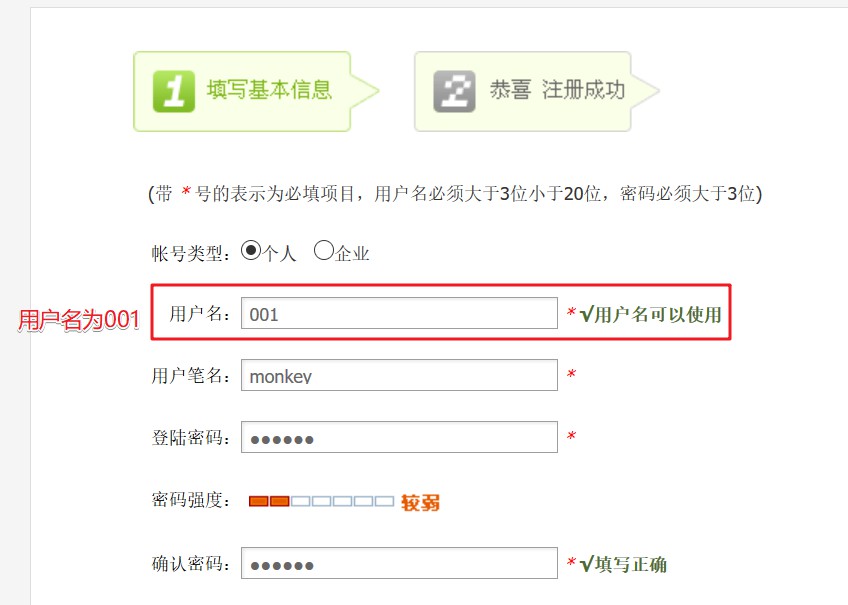 1 填写基本信息
2 恭喜 注册成功
(带 * 号的表示为必填项目，用户名必须大于3位小于20位，密码必须大于3位)
帐号类型： 个人 企业
用户名为001
用户名： 001 * √用户名可以使用
用户笔名： monkey *
登陆密码： ●●●●●● *
密码强度： 较弱
确认密码： ●●●●●● * √填写正确